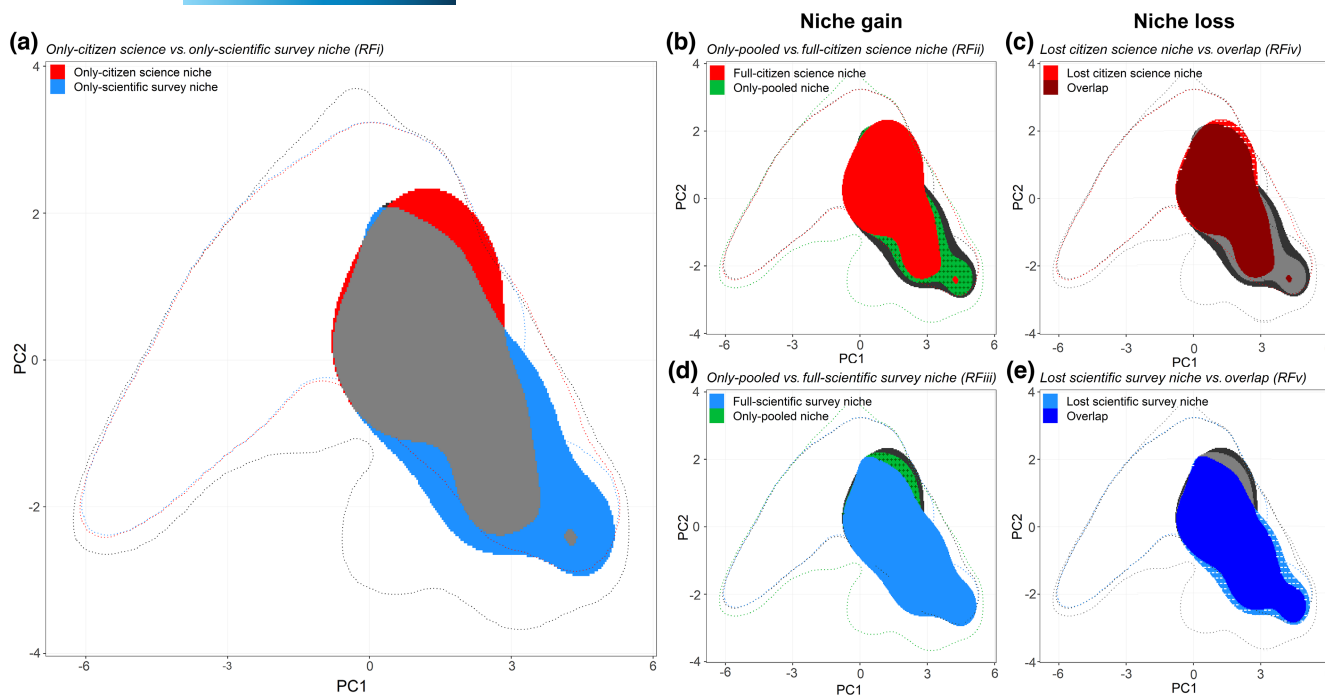 Niche gain
Niche loss
(a) Only-citizen science vs. only-scientific survey niche (RFi)
Only-citizen science niche
Only-scientific survey niche
4
2
0
-2
-4
PC2
-6
-3
0
3
6
PC1
(b) Only-pooled vs. full-citizen science niche (RFii)
Full-citizen science niche
Only-pooled niche
4
2
0
-2
-4
PC2
-6
-3
0
3
6
PC1
(c) Lost citizen science niche vs. overlap (RFiv)
Lost citizen science niche
Overlap
4
2
0
-2
-4
PC2
-6
-3
0
3
PC1
(d) Only-pooled vs. full-scientific survey niche (RFiii)
Full-scientific survey niche
Only-pooled niche
4
2
0
-2
-4
PC2
-6
-3
0
3
6
PC1
(e) Lost scientific survey niche vs. overlap (RFv)
Lost scientific survey niche
Overlap
4
2
0
-2
-4
PC2
-6
-3
0
3
PC1